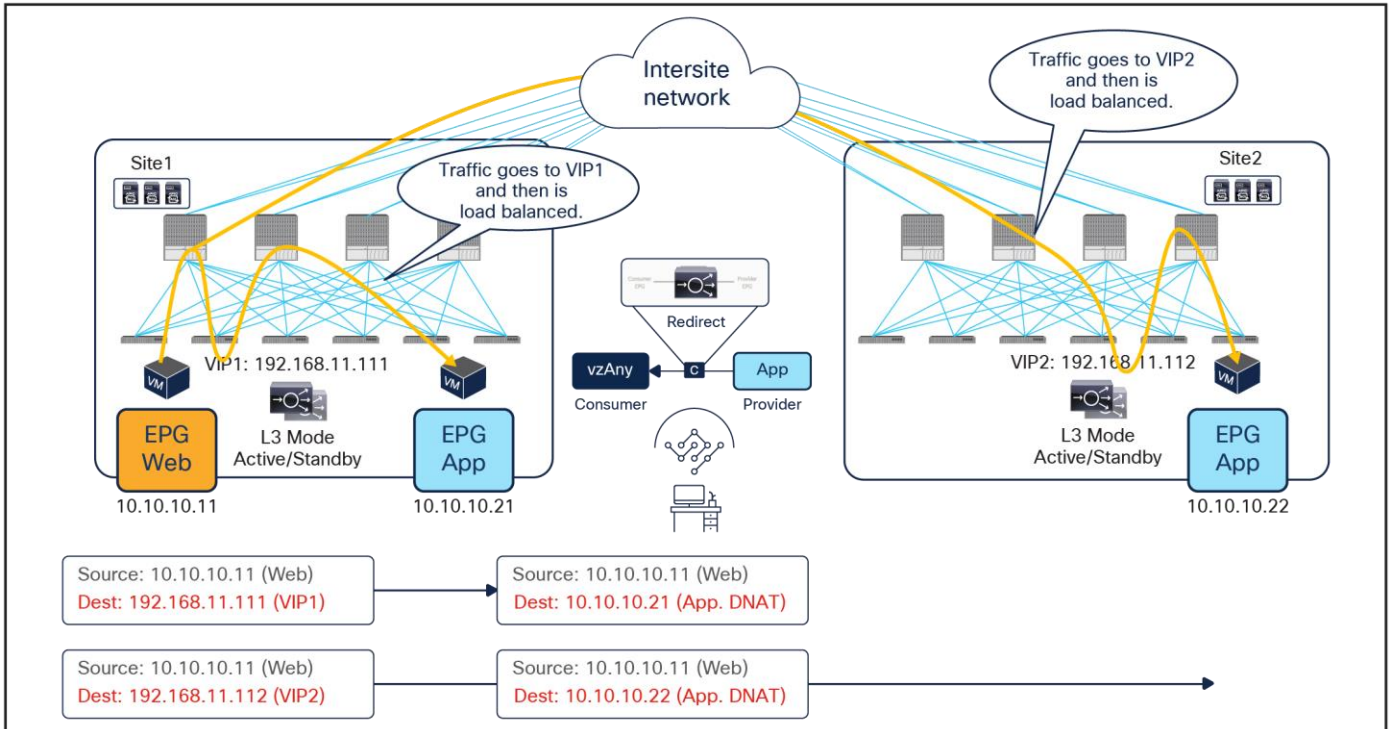 Intersite
network
Traffic goes to VIP2
and then is
load balanced.
Site1
Traffic goes to VIP1
and then is
load balanced.
Site2
Consumer
EPG
Provider
EPG
Redirect
VIP1: 192.168.11.111
VM
vzAny
C
App
Consumer
Provider
VIP2: 192.168.11.112
VM
VM
EPG
Web
L3 Mode
Active/Standby
EPG
App
L3 Mode
Active/Standby
EPG
App
10.10.10.11
10.10.10.21
10.10.10.22
Source: 10.10.10.11 (Web)
Dest: 192.168.11.111 (VIP1)
Source: 10.10.10.11 (Web)
Dest: 10.10.10.21 (App. DNAT)
Source: 10.10.10.11 (Web)
Dest: 192.168.11.112 (VIP2)
Source: 10.10.10.11 (Web)
Dest: 10.10.10.22 (App. DNAT)